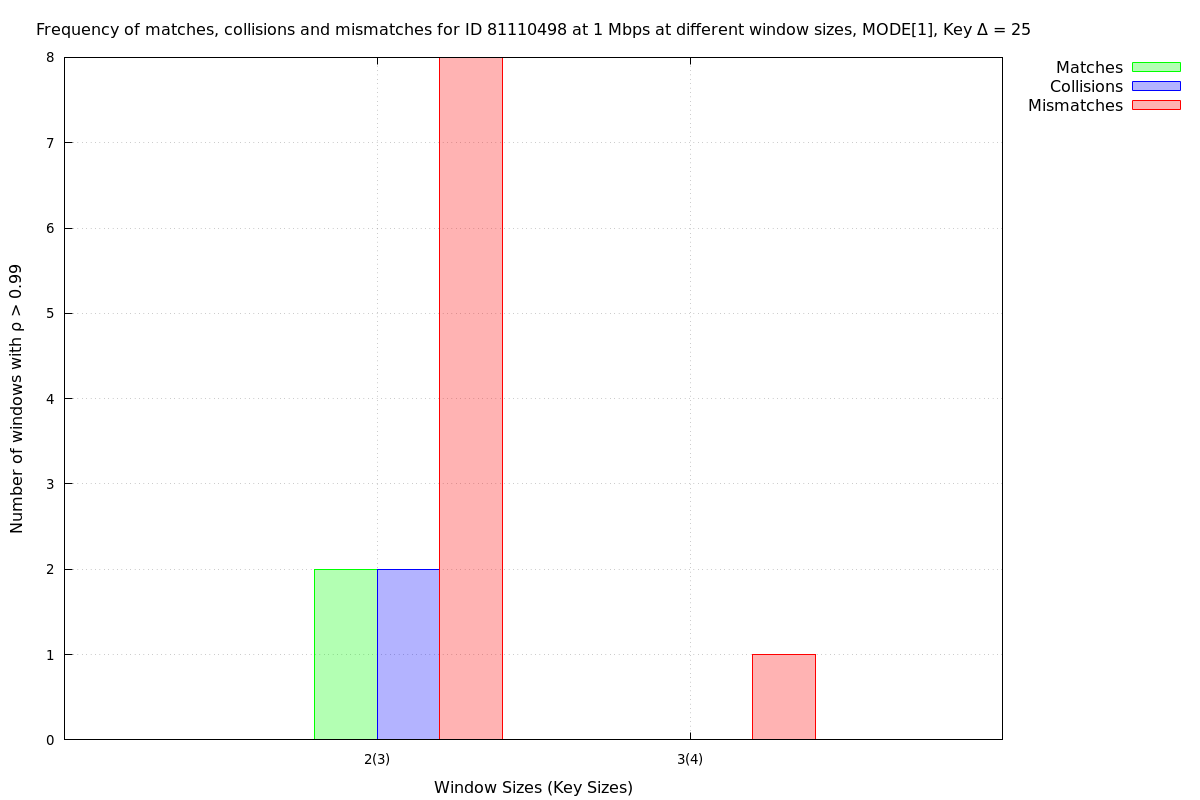 Frequency of matches, collisions and mismatches for ID 81110498 at 1 Mbps at different window sizes, MODE[1], Key Δ = 25
Matches
Collisions
Mismatches
Number of windows with ρ > 0.99
8
7
6
5
4
3
2
1
0
2(3)
3(4)
Window Sizes (Key Sizes)